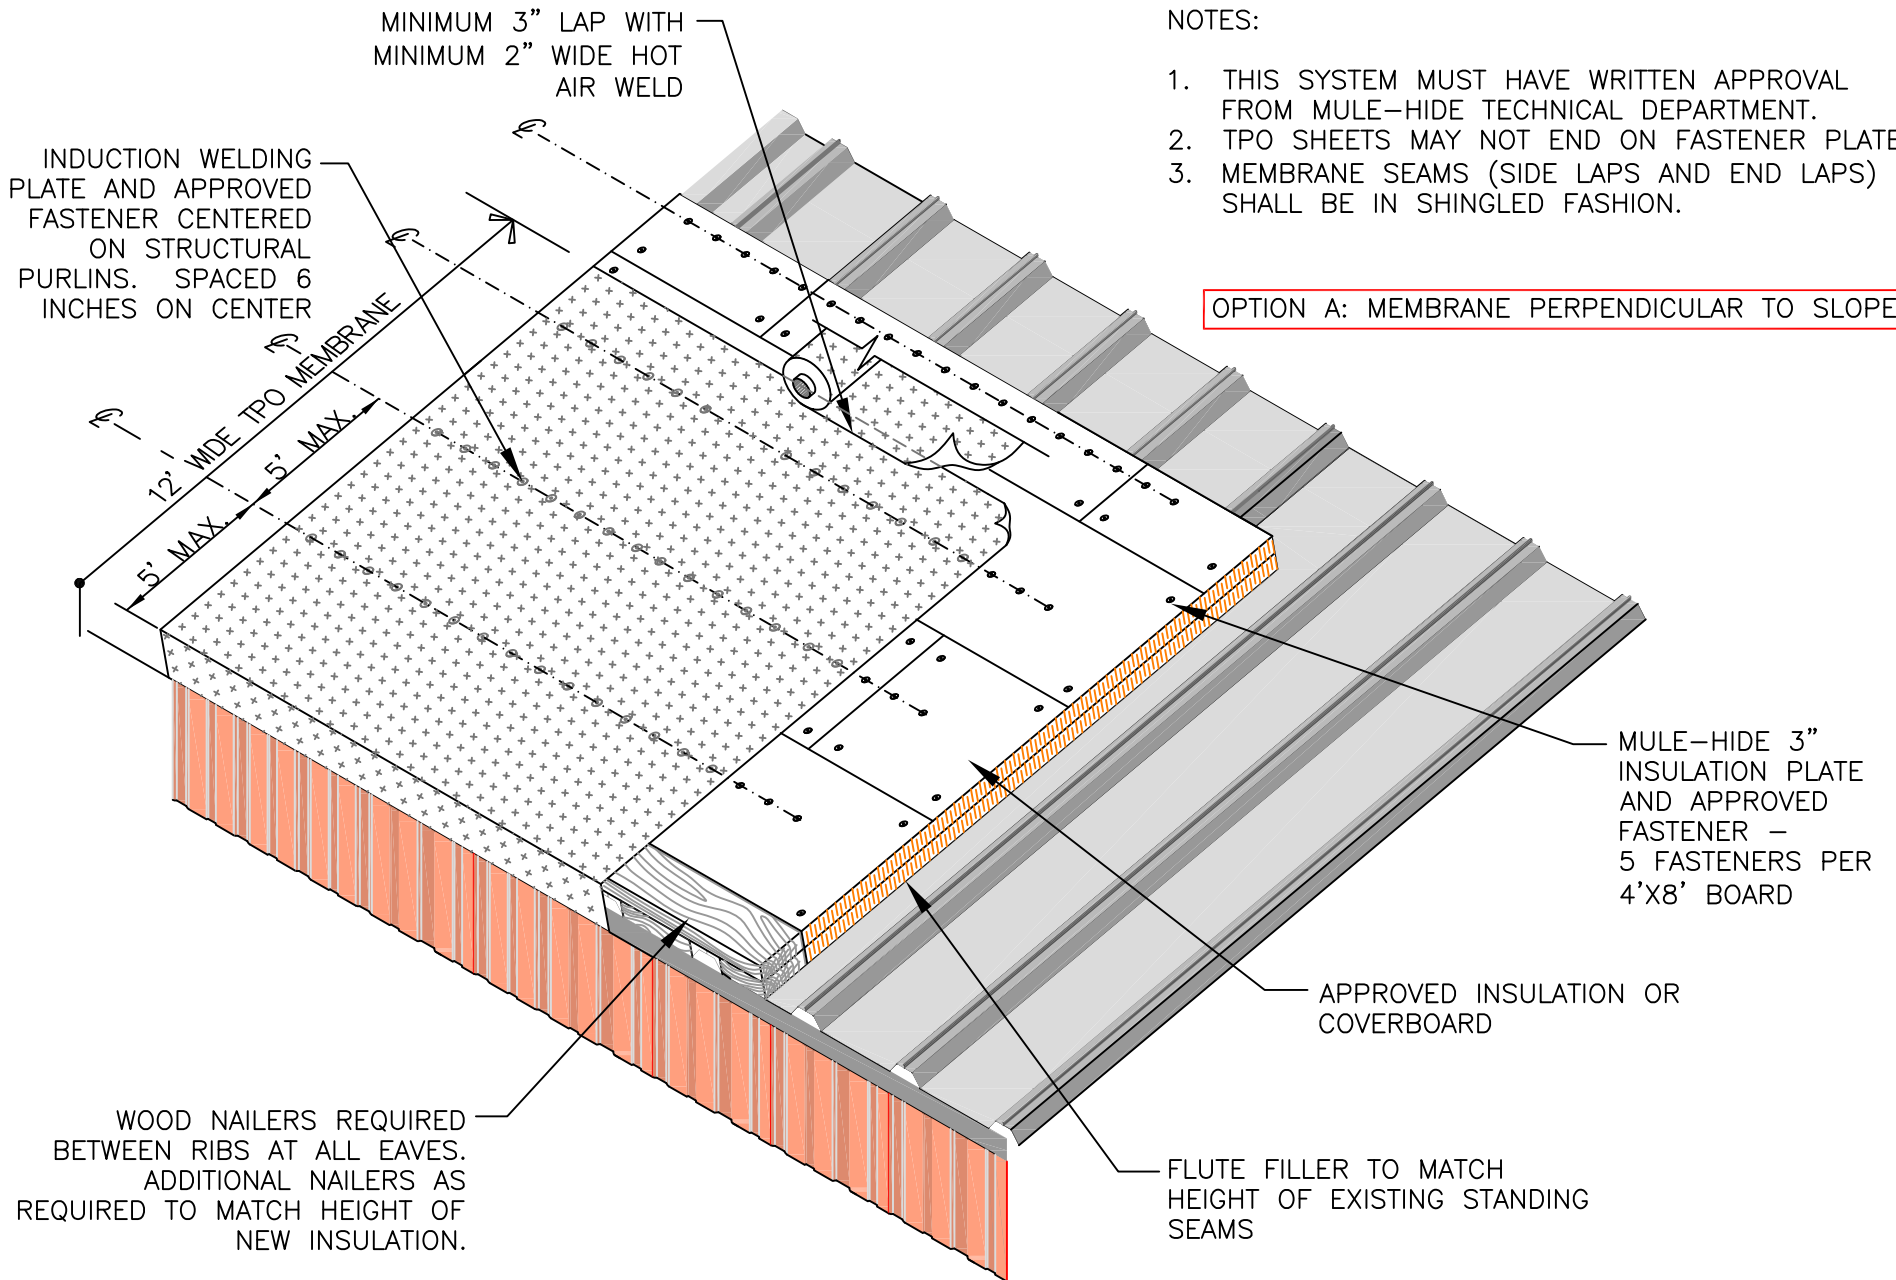 MINIMUM 3” LAP WITH
MINIMUM 2” WIDE HOT
AIR WELD
INDUCTION WELDING
PLATE AND APPROVED
FASTENER CENTERED
ON STRUCTURAL
PURLINS. SPACED 6
INCHES ON CENTER
NOTES:
1. THIS SYSTEM MUST HAVE WRITTEN APPROVAL
FROM MULE-HIDE TECHNICAL DEPARTMENT.
2. TPO SHEETS MAY NOT END ON FASTENER PLATE
3. MEMBRANE SEAMS (SIDE LAPS AND END LAPS)
SHALL BE IN SHINGLED FASHION.
OPTION A: MEMBRANE PERPENDICULAR TO SLOPE
12' WIDE TPO MEMBRANE
5' MAX.
5' MAX.
MULE-HIDE 3”
INSULATION PLATE
AND APPROVED
FASTENER –
5 FASTENERS PER
4'X8' BOARD
APPROVED INSULATION OR
COVERBOARD
WOOD NAILERS REQUIRED
BETWEEN RIBS AT ALL EAVES.
ADDITIONAL NAILERS AS
REQUIRED TO MATCH HEIGHT OF
NEW INSULATION.
FLUTE FILLER TO MATCH
HEIGHT OF EXISTING STANDING
SEAMS